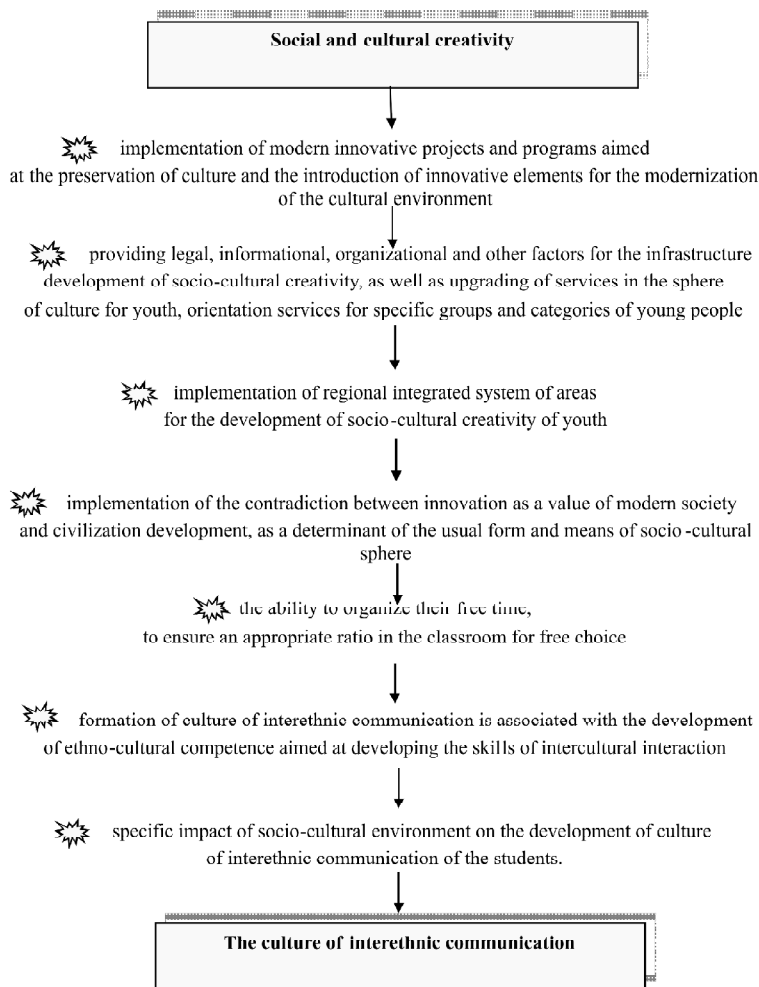 Social and cultural creativity
implementation of modern innovative projects and programs aimed
at the preservation of culture and the introduction of innovative elements for the modernization
of the cultural environment
providing legal, informational, organizational and other factors for the infrastructure
development of socio-cultural creativity, as well as upgrading of services in the sphere
of culture for youth, orientation services for specific groups and categories of young people
implementation of regional integrated system of areas
for the development of socio-cultural creativity of youth
implementation of the contradiction between innovation as a value of modern society
and civilization development, as a determinant of the usual form and means of socio-cultural
sphere
the ability to organize their free time,
to ensure an appropriate ratio in the classroom for free choice
formation of culture of interethnic communication is associated with the development
of ethno-cultural competence aimed at developing the skills of intercultural interaction
specific impact of socio-cultural environment on the development of culture
of interethnic communication of the students.
The culture of interethnic communication